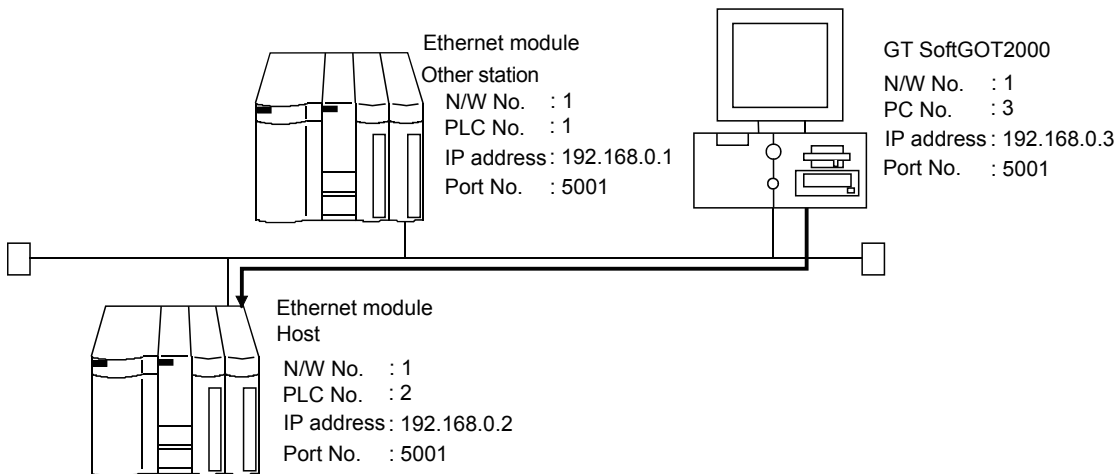 Ethernet module
Other station
N/W No. : 1
PLC No. : 1
IP address : 192.168.0.1
Port No. : 5001
GT SoftGOT2000
N/W No. : 1
PC No. : 3
IP address : 192.168.0.3
Port No. : 5001
Ethernet module
Host
N/W No. : 1
PLC No. : 2
IP address : 192.168.0.2
Port No. : 5001